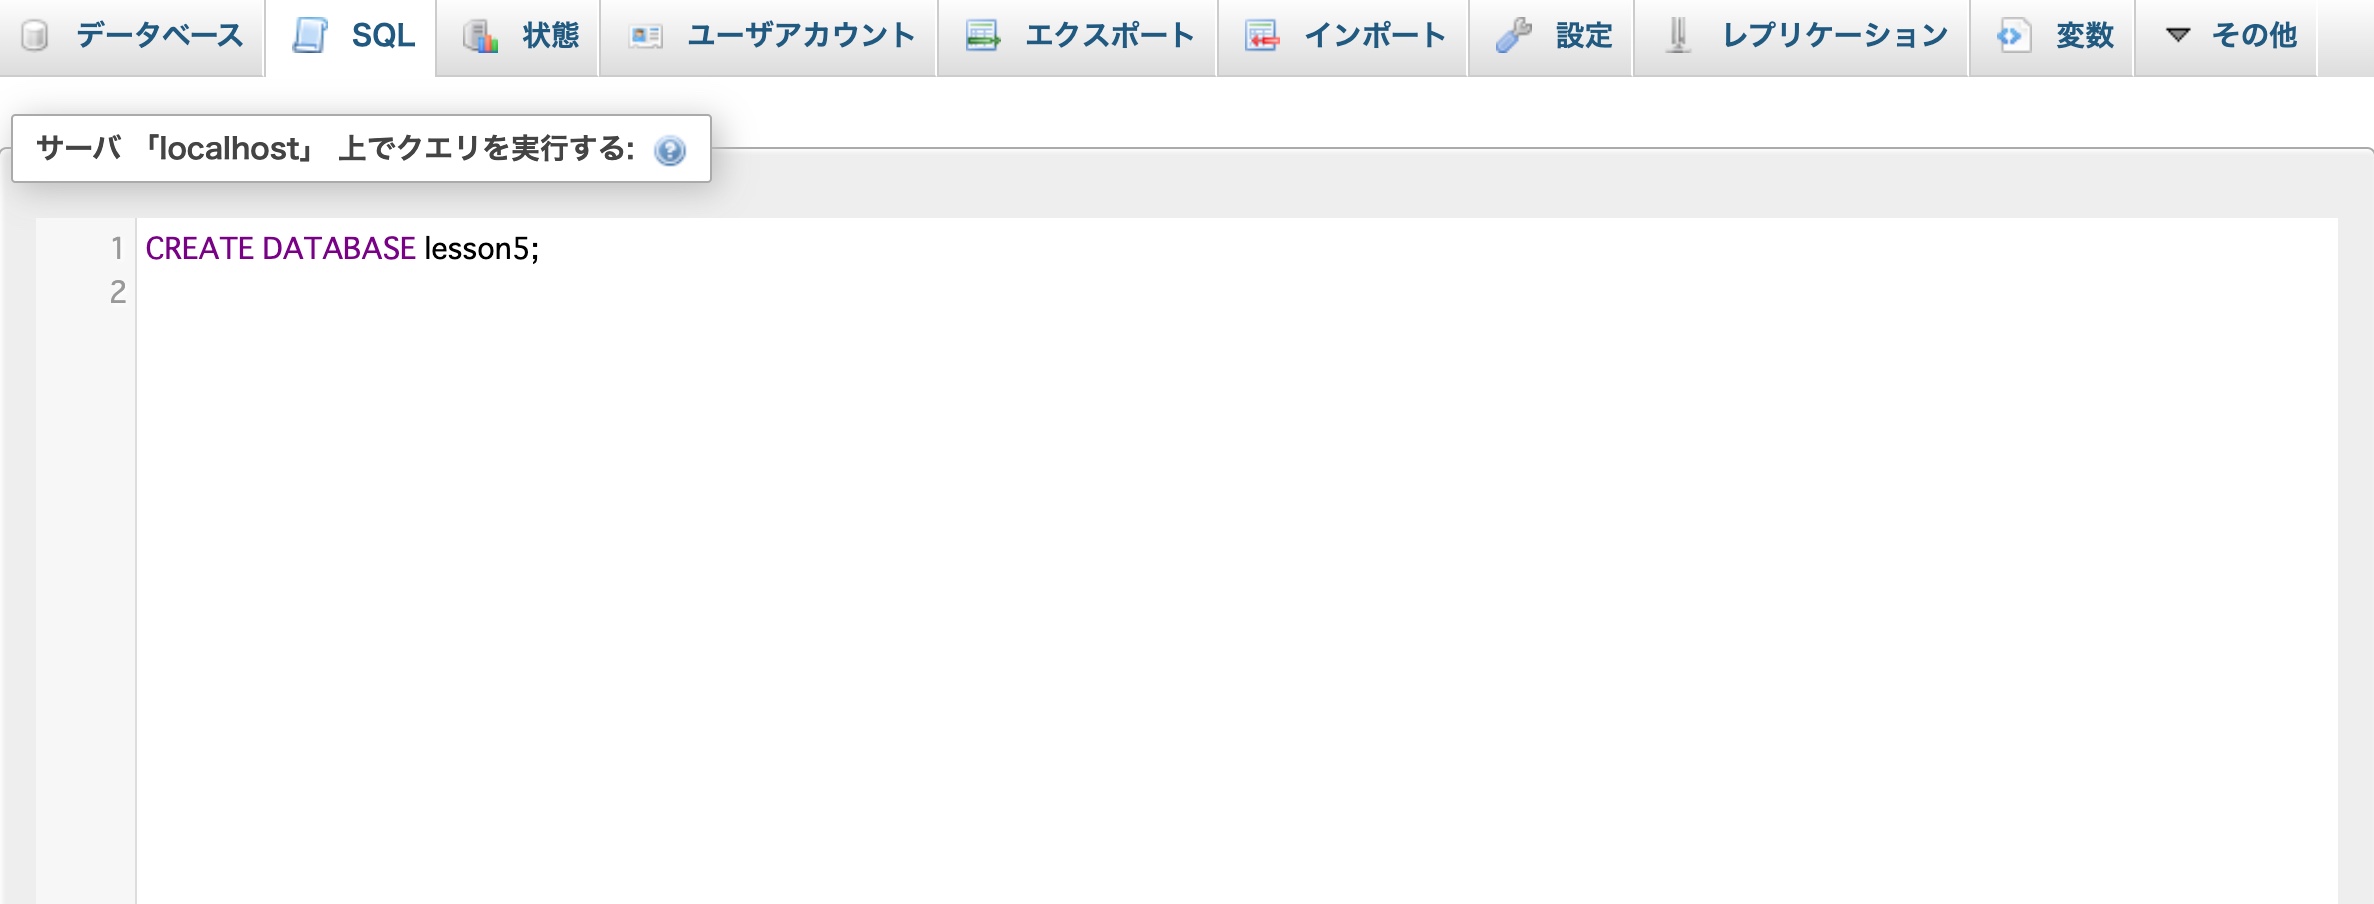 データベース SQL 状態 ユーザアカウント エクスポート インポート 設定 レプリケーション 変数 その他
サーバ 「localhost」 上でクエリを実行する:
1 CREATE DATABASE lesson5;
2